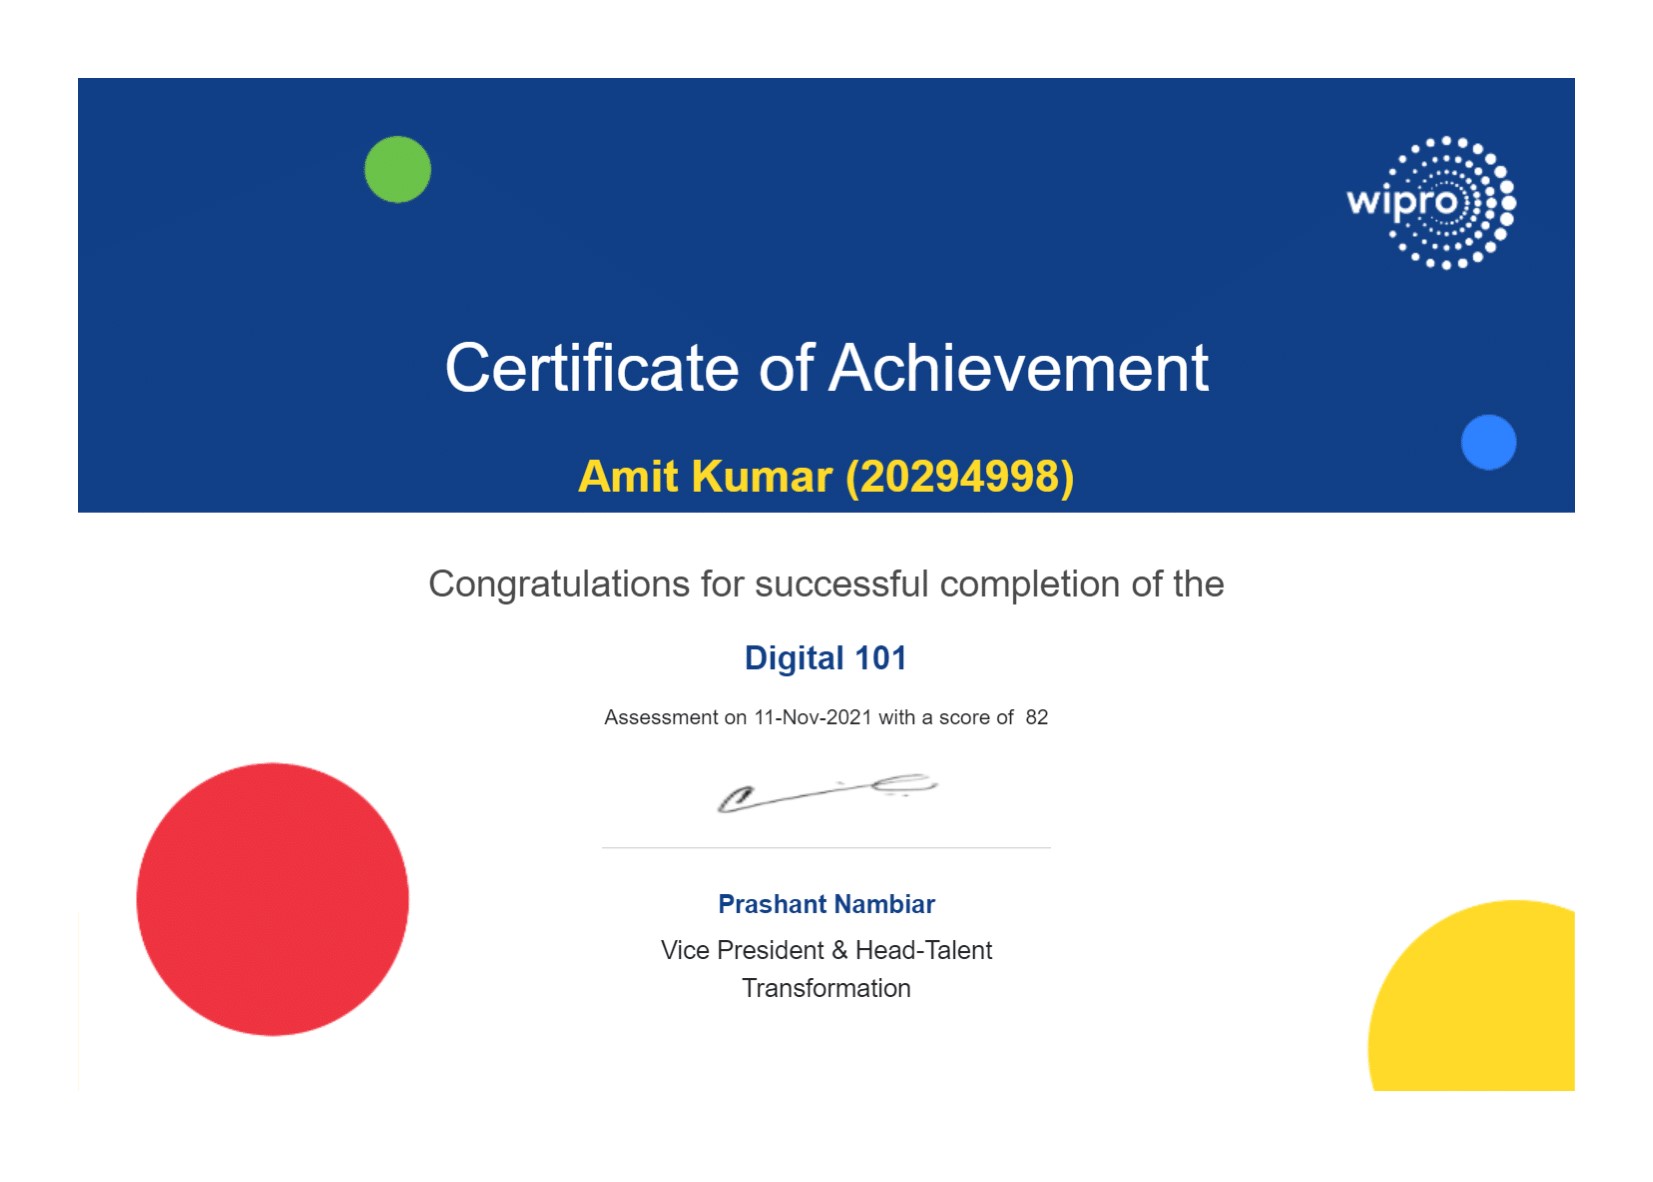 wipro
Certificate of Achievement
Amit Kumar (20294998)
Congratulations for successful completion of the
Digital 101
Assessment on 11-Nov-2021 with a score of 82
Prashant Nambiar
Vice President & Head-Talent
Transformation